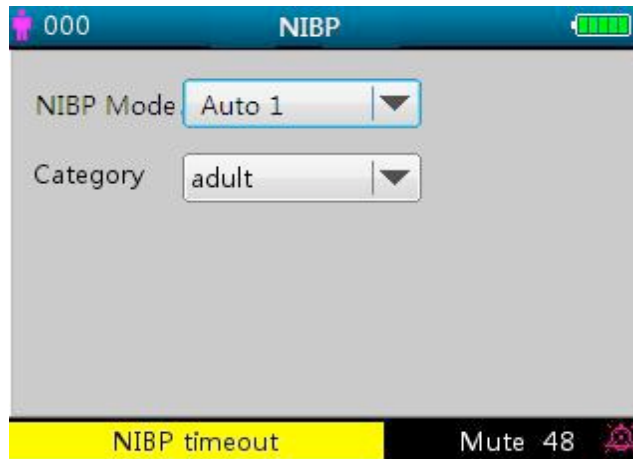 000 NIBP
NIBP Mode Auto 1
Category adult
NIBP timeout Mute 48